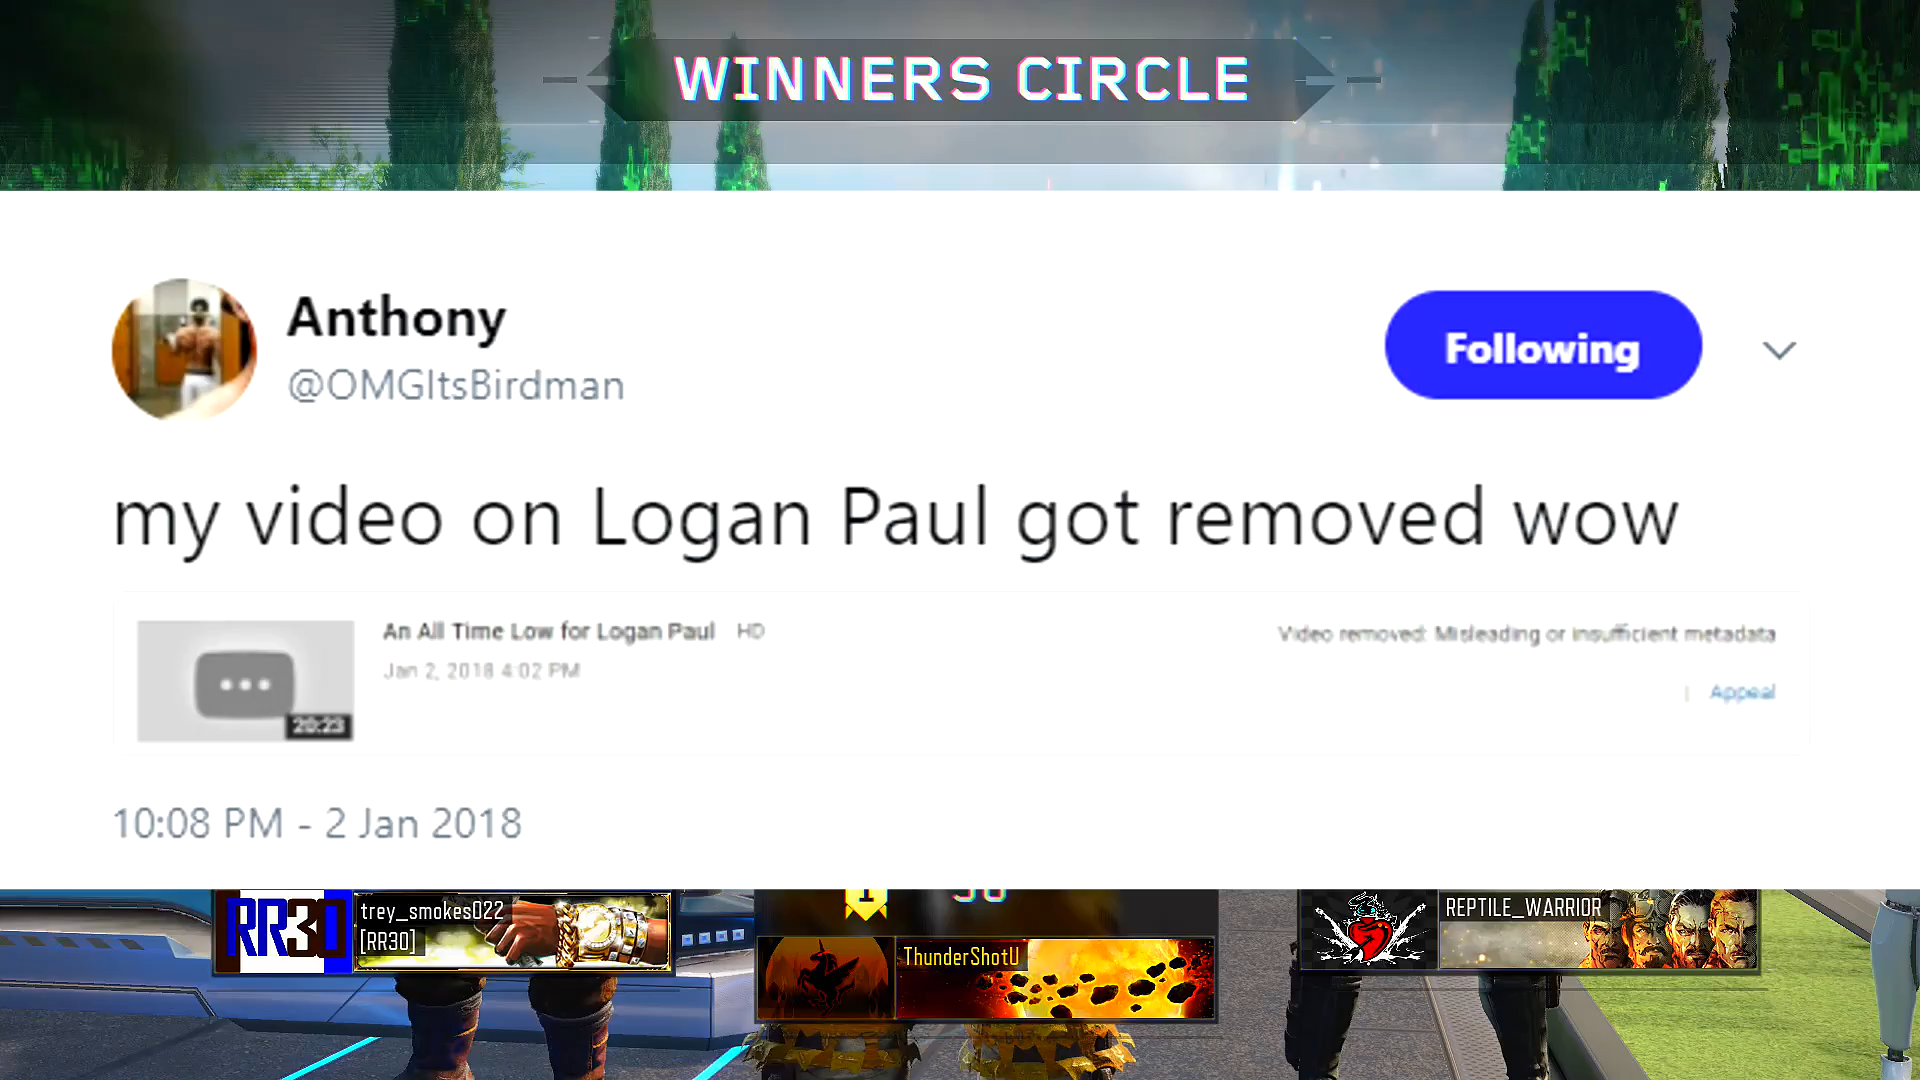 WINNERS CIRCLE
Anthony
@OMGItsBirdman
Following
my video on Logan Paul got removed wow
An All Time Low for Logan Paul HD
Video removed: Misleading or insufficient metadata
Jan 2, 2018 4:02 PM
Appeal
20:23
10:08 PM - 2 Jan 2018
1
RR30
trey_smokes022
[RR30]
ThunderShotU
REPTILE_WARRIOR